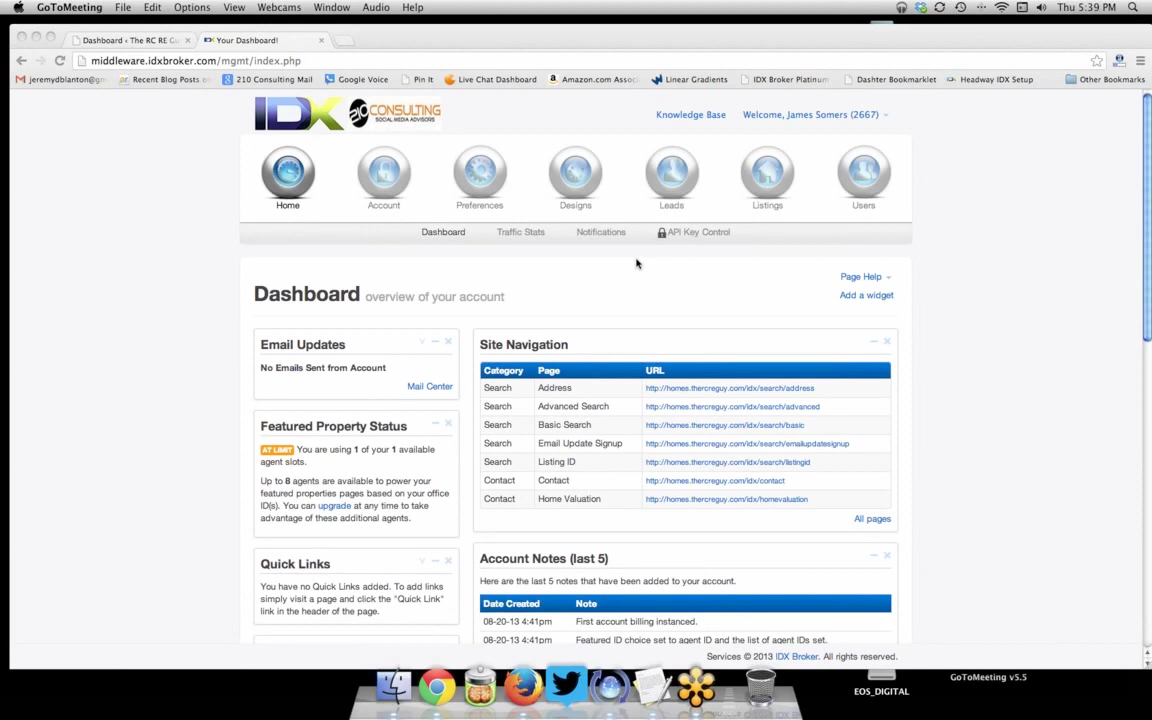 GoToMeeting File Edit Options View Webcams Window Audio Help Thu 5:39 PM
Dashboard ‹ The RC RE Gu Your Dashboard!
middleware.idxbroker.com/mgmt/index.php
jeremydblanton@gm Recent Blog Posts 210 Consulting Mail Google Voice Pin It Live Chat Dashboard Amazon.com Assoc Linear Gradients IDX Broker Platinum Dashter Bookmarklet Headway IDX Setup Other Bookmarks
IDX 210 CONSULTING
SOCIAL MEDIA ADVISORS
Knowledge Base Welcome, James Somers (2667)
Home Account Preferences Designs Leads Listings Users
Dashboard Traffic Stats Notifications API Key Control
Page Help
Dashboard overview of your account
Add a widget
Email Updates
No Emails Sent from Account
Mail Center
Featured Property Status
AT LIMIT You are using 1 of your 1 available
agent slots.
Up to 8 agents are available to power your
featured properties pages based on your office
ID(s). You can upgrade at any time to take
advantage of these additional agents.
Quick Links
You have no Quick Links added. To add links
simply visit a page and click the "Quick Link"
link in the header of the page.
Site Navigation
Category Page URL
Search Address http://homes.thercreguy.com/idx/search/address
Search Advanced Search http://homes.thercreguy.com/idx/search/advanced
Search Basic Search http://homes.thercreguy.com/idx/search/basic
Search Email Update Signup http://homes.thercreguy.com/idx/search/emailupdatesignup
Search Listing ID http://homes.thercreguy.com/idx/search/listingid
Contact Contact http://homes.thercreguy.com/idx/contact
Contact Home Valuation http://homes.thercreguy.com/idx/homevaluation
All pages
Account Notes (last 5)
Here are the last 5 notes that have been added to your account.
Date Created Note
08-20-13 4:41pm First account billing instanced.
08-20-13 4:41pm Featured ID choice set to agent ID and the list of agent IDs set.
Services © 2013 IDX Broker. All rights reserved.
EOS_DIGITAL
GoToMeeting v5.5